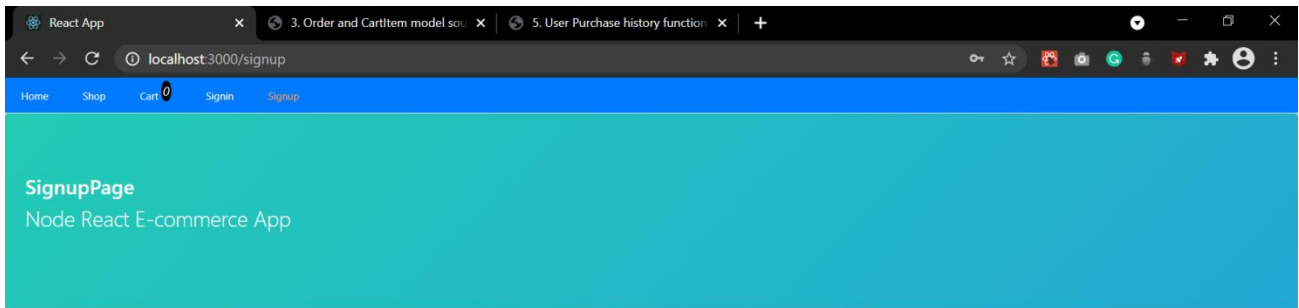 React App
3. Order and CartItem model sou
5. User Purchase history function
localhost:3000/signup
Home Shop Cart 0 Signin Signup
SignupPage
Node React E-commerce App